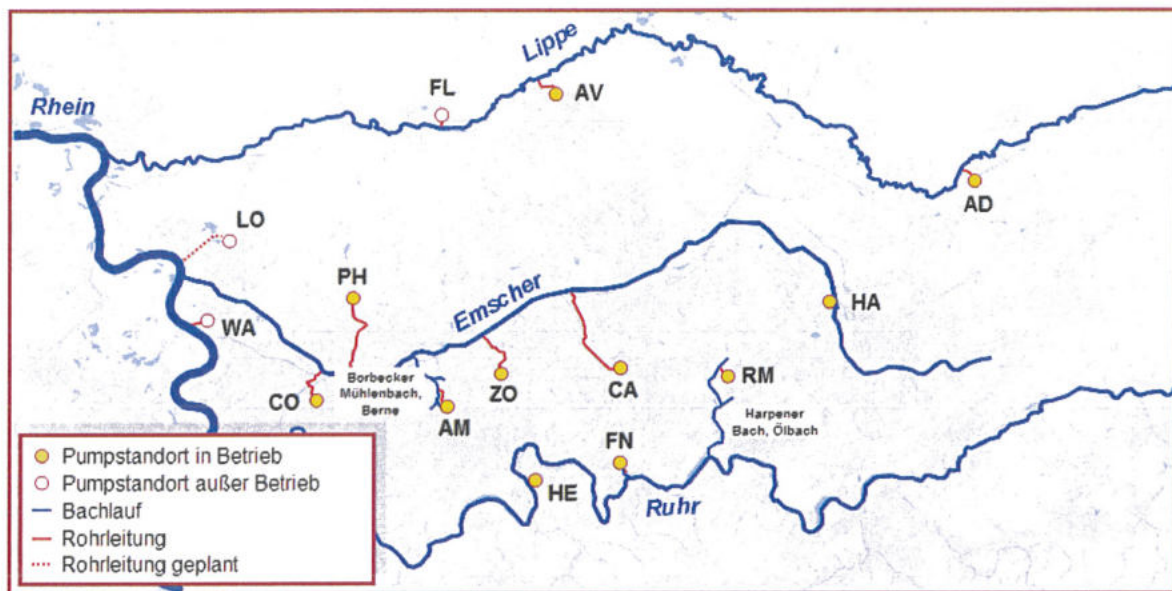 Lippe
FL
AV
Rhein
AD
LO
PH
HA
Emscher
WA
Borbecker
Mühlenbach,
Berne
CO
AM
ZO
CA
RM
Harpener
Bach, Ölbach
FN
HE
Ruhr
Pumpstandort in Betrieb
Pumpstandort außer Betrieb
Bachlauf
Rohrleitung
Rohrleitung geplant